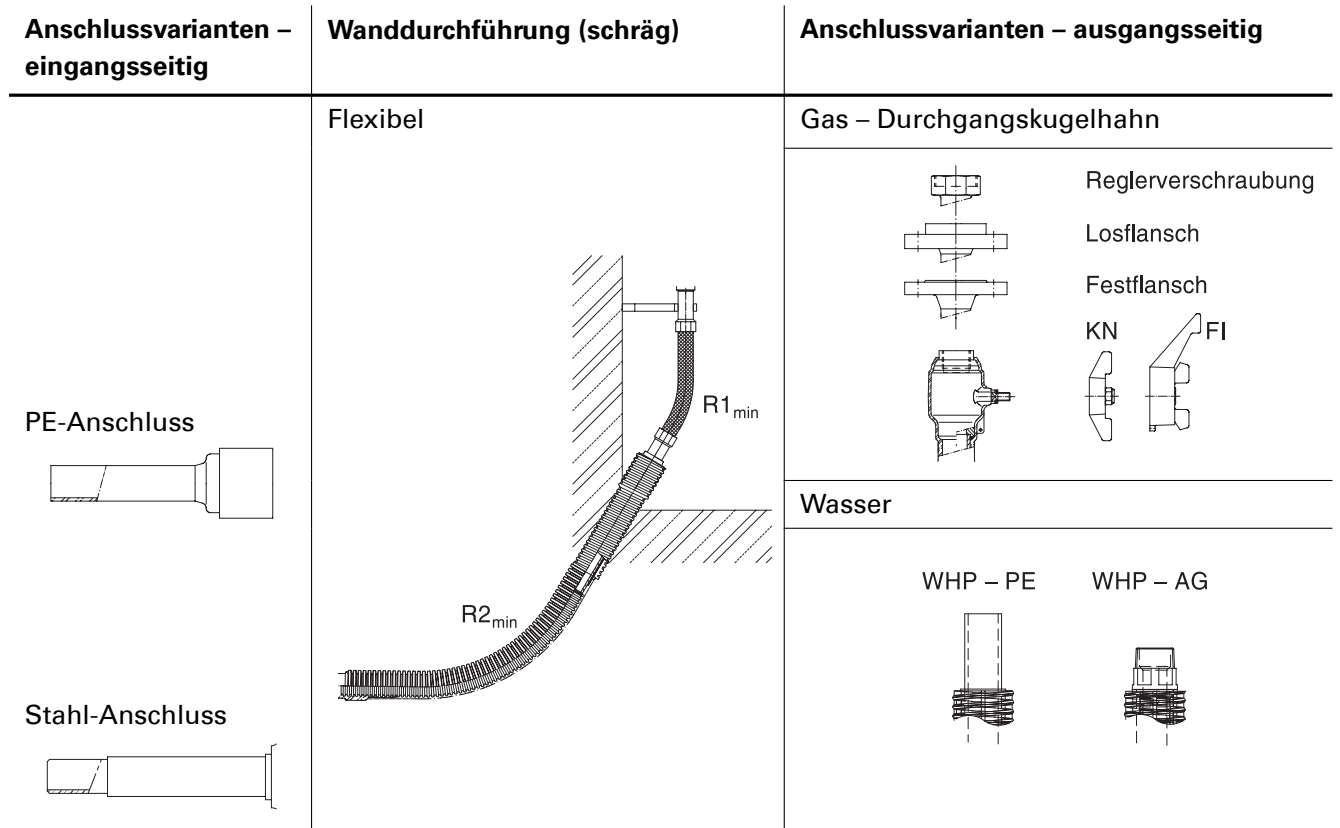 Anschlussvarianten –
eingangsseitig
Wanddurchführung (schräg)
Anschlussvarianten – ausgangsseitig
Flexibel
Gas – Durchgangskugelhahn
Reglerverschraubung
Losflansch
Festflansch
KN
FI
R1min
PE-Anschluss
Wasser
WHP – PE
WHP – AG
R2min
Stahl-Anschluss